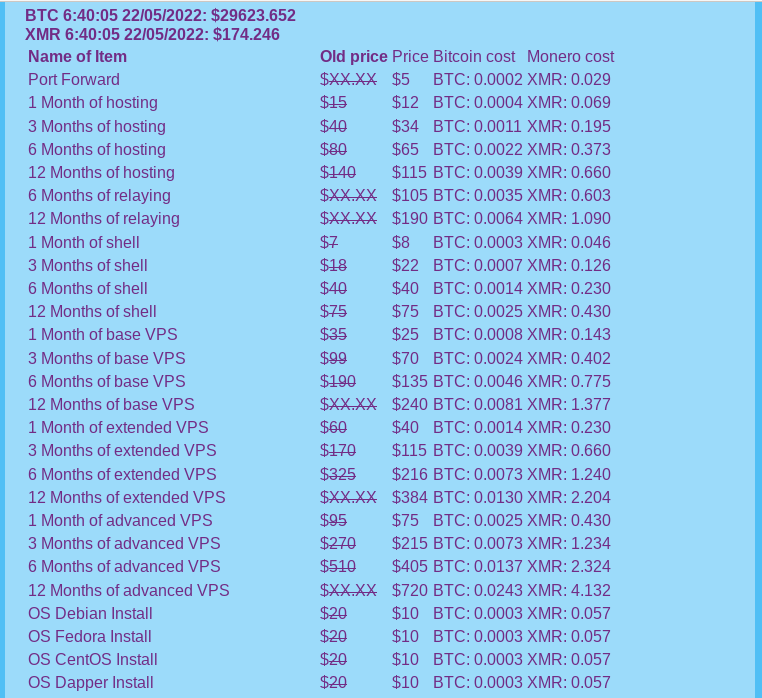 BTC 6:40:05 22/05/2022: $29623.652
XMR 6:40:05 22/05/2022: $174.246
Name of Item Old price Price Bitcoin cost Monero cost
Port Forward $XX.XX $5 BTC: 0.0002 XMR: 0.029
1 Month of hosting $15 $12 BTC: 0.0004 XMR: 0.069
3 Months of hosting $40 $34 BTC: 0.0011 XMR: 0.195
6 Months of hosting $80 $65 BTC: 0.0022 XMR: 0.373
12 Months of hosting $140 $115 BTC: 0.0039 XMR: 0.660
6 Months of relaying $XX.XX $105 BTC: 0.0035 XMR: 0.603
12 Months of relaying $XX.XX $190 BTC: 0.0064 XMR: 1.090
1 Month of shell $7 $8 BTC: 0.0003 XMR: 0.046
3 Months of shell $18 $22 BTC: 0.0007 XMR: 0.126
6 Months of shell $40 $40 BTC: 0.0014 XMR: 0.230
12 Months of shell $75 $75 BTC: 0.0025 XMR: 0.430
1 Month of base VPS $35 $25 BTC: 0.0008 XMR: 0.143
3 Months of base VPS $99 $70 BTC: 0.0024 XMR: 0.402
6 Months of base VPS $190 $135 BTC: 0.0046 XMR: 0.775
12 Months of base VPS $XX.XX $240 BTC: 0.0081 XMR: 1.377
1 Month of extended VPS $60 $40 BTC: 0.0014 XMR: 0.230
3 Months of extended VPS $170 $115 BTC: 0.0039 XMR: 0.660
6 Months of extended VPS $325 $216 BTC: 0.0073 XMR: 1.240
12 Months of extended VPS $XX.XX $384 BTC: 0.0130 XMR: 2.204
1 Month of advanced VPS $95 $75 BTC: 0.0025 XMR: 0.430
3 Months of advanced VPS $270 $215 BTC: 0.0073 XMR: 1.234
6 Months of advanced VPS $510 $405 BTC: 0.0137 XMR: 2.324
12 Months of advanced VPS $XX.XX $720 BTC: 0.0243 XMR: 4.132
OS Debian Install $20 $10 BTC: 0.0003 XMR: 0.057
OS Fedora Install $20 $10 BTC: 0.0003 XMR: 0.057
OS CentOS Install $20 $10 BTC: 0.0003 XMR: 0.057
OS Dapper Install $20 $10 BTC: 0.0003 XMR: 0.057